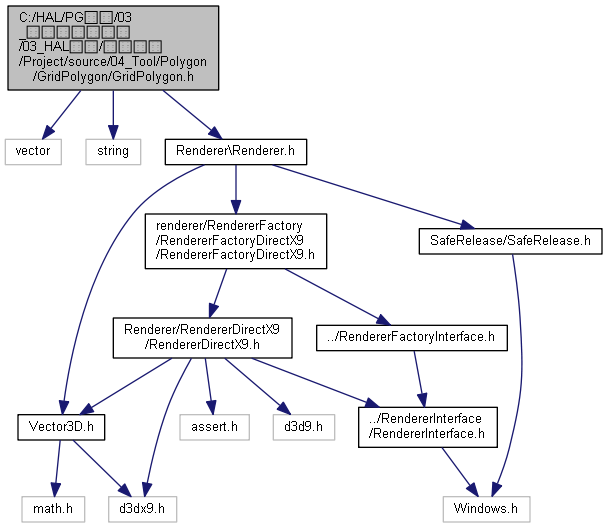 C:/HAL/PG
/03
_
/03_HAL
/
/Project/source/04_Tool/Polygon
/GridPolygon/GridPolygon.h
vector
string
Renderer\Renderer.h
renderer/RendererFactory
/RendererFactoryDirectX9
/RendererFactoryDirectX9.h
SafeRelease/SafeRelease.h
Renderer/RendererDirectX9
/RendererDirectX9.h
../RendererFactoryInterface.h
Vector3D.h
assert.h
d3d9.h
../RendererInterface
/RendererInterface.h
math.h
d3dx9.h
Windows.h